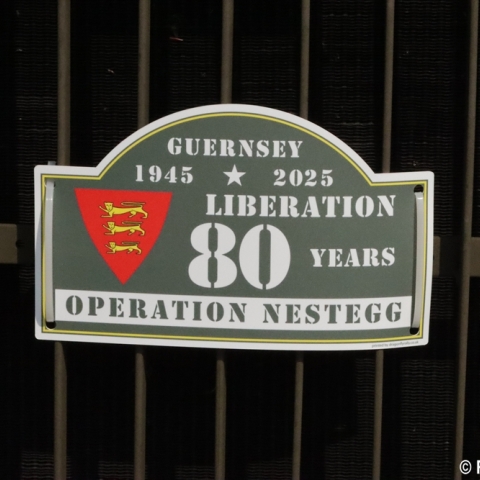 GUERNSEY
1945 ★ 2025
LIBERATION
80 YEARS
OPERATION NESTEGG
©